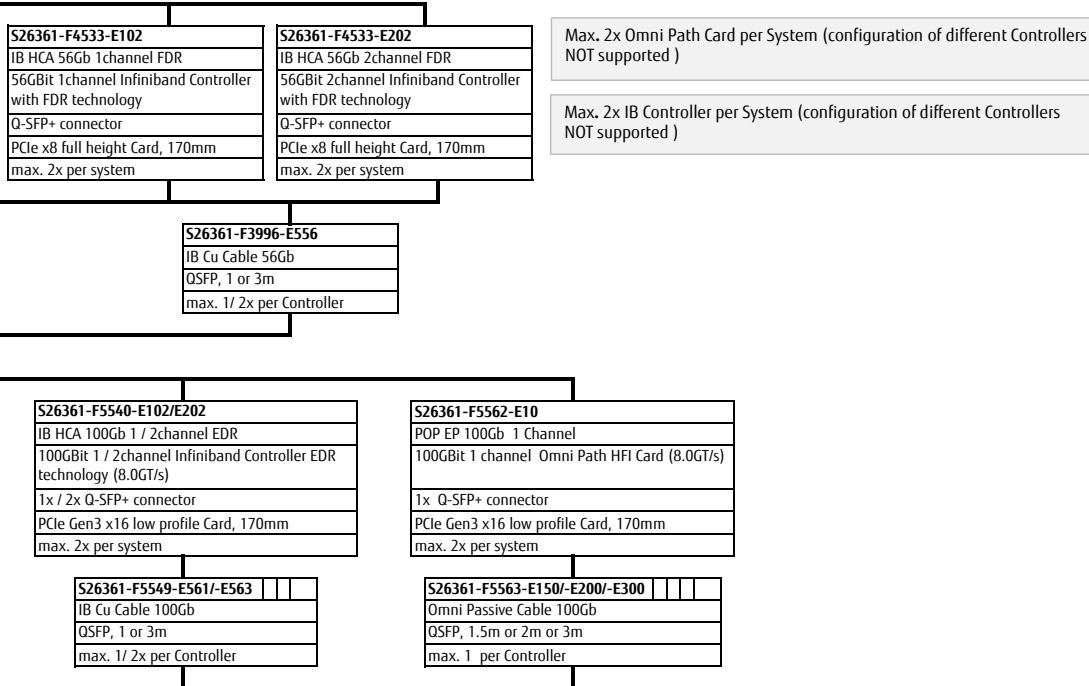 S26361-F4533-E102
IB HCA 56Gb 1channel FDR
56GBit 1channel Infiniband Controller
with FDR technology
Q-SFP+ connector
PCIe x8 full height Card, 170mm
max. 2x per system
S26361-F4533-E202
IB HCA 56Gb 2channel FDR
56GBit 2channel Infiniband Controller
with FDR technology
Q-SFP+ connector
PCIe x8 full height Card, 170mm
max. 2x per system
Max. 2x Omni Path Card per System (configuration of different Controllers
NOT supported )
Max. 2x IB Controller per System (configuration of different Controllers
NOT supported )
S26361-F3996-E556
IB Cu Cable 56Gb
QSFP, 1 or 3m
max. 1/ 2x per Controller
S26361-F5540-E102/E202
IB HCA 100Gb 1 / 2channel EDR
100GBit 1 / 2channel Infiniband Controller EDR
technology (8.0GT/s)
1x / 2x Q-SFP+ connector
PCIe Gen3 x16 low profile Card, 170mm
max. 2x per system
S26361-F5562-E10
POP EP 100Gb 1 Channel
100GBit 1 channel Omni Path HFI Card (8.0GT/s)
1x Q-SFP+ connector
PCIe Gen3 x16 low profile Card, 170mm
max. 2x per system
S26361-F5549-E561/-E563
IB Cu Cable 100Gb
QSFP, 1 or 3m
max. 1/ 2x per Controller
S26361-F5563-E150/-E200/-E300
Omni Passive Cable 100Gb
QSFP, 1.5m or 2m or 3m
max. 1 per Controller